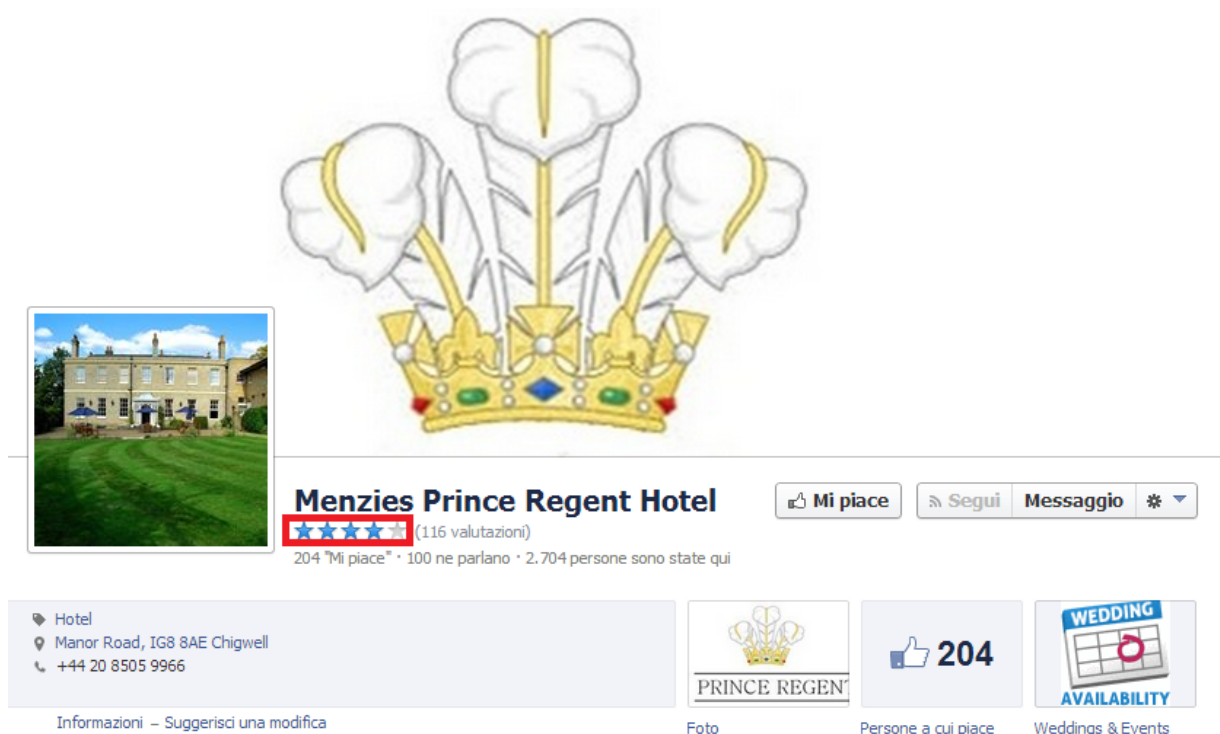 Menzies Prince Regent Hotel
Mi piace
Segui
Messaggio
(116 valutazioni)
204 "Mi piace" · 100 ne parlano · 2.704 persone sono state qui
Hotel
Manor Road, IG8 8AE Chigwell
+44 20 8505 9966
Informazioni – Suggerisci una modifica
PRINCE REGENT
Foto
204
Persone a cui piace
WEDDING
AVAILABILITY
Weddings & Events